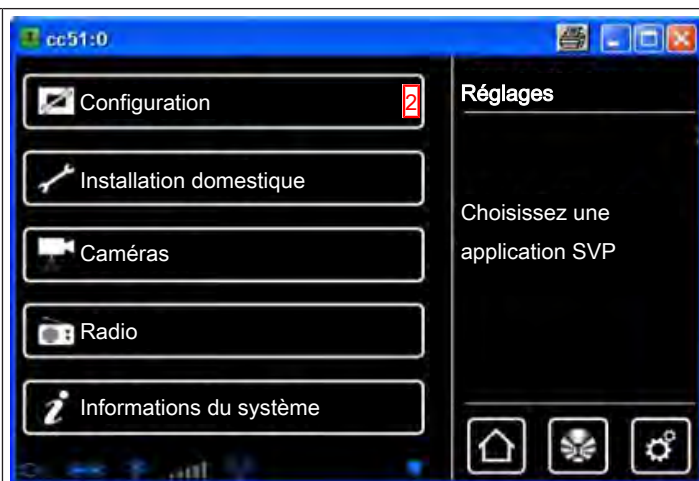 cc51:0
Configuration 2
Installation domestique
Caméras
Radio
Informations du système
Réglages
Choisissez une
application SVP